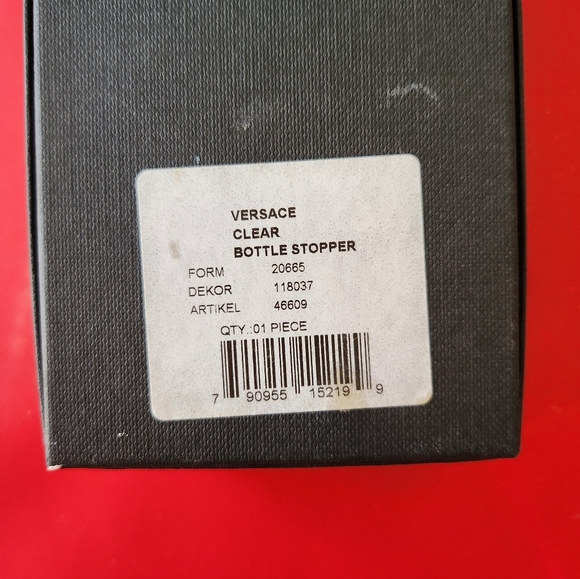 VERSACE
CLEAR
BOTTLE STOPPER
FORM 20665
DEKOR 118037
ARTIKEL 46609
QTY.:01 PIECE
7 90955 15219 9